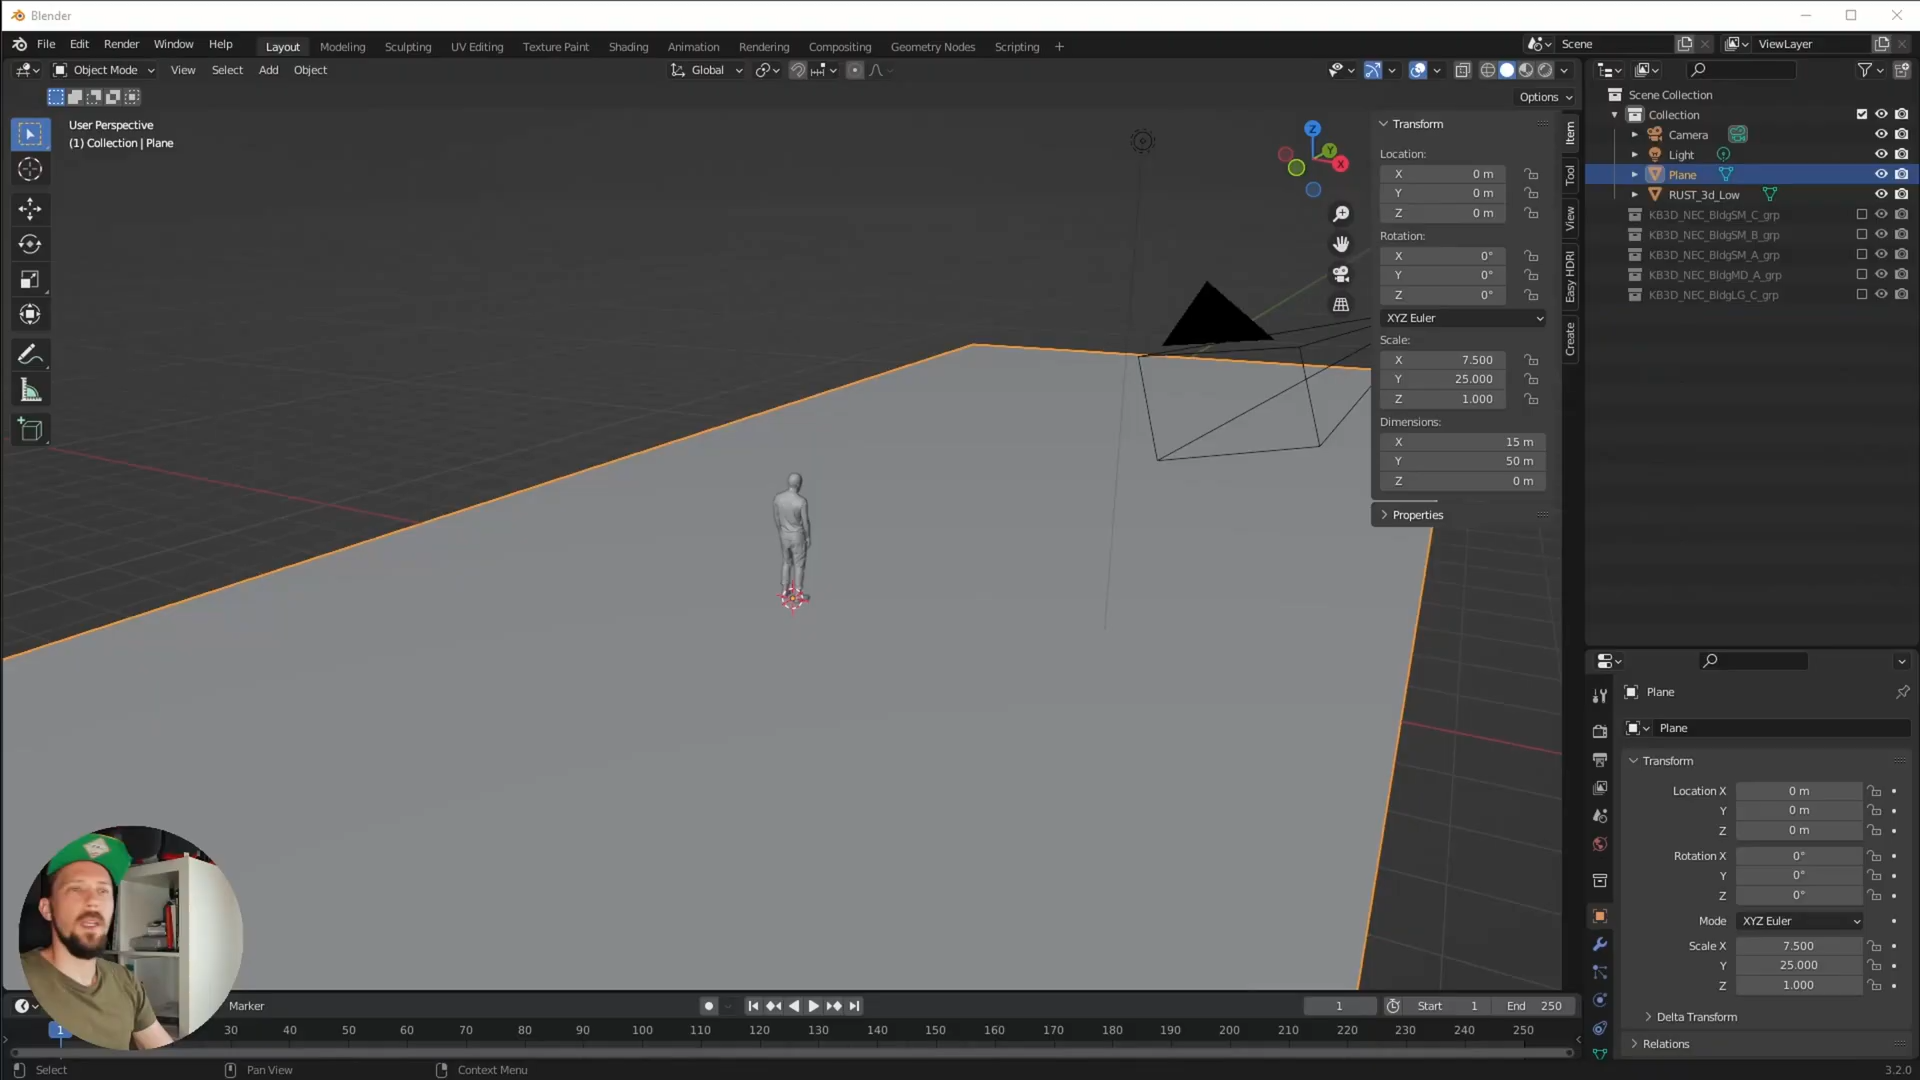 Blender
File Edit Render Window Help Layout Modeling Sculpting UV Editing Texture Paint Shading Animation Rendering Compositing Geometry Nodes Scripting + Scene ViewLayer
Object Mode View Select Add Object Global
Options
User Perspective
(1) Collection | Plane
Z
Y
X
Transform
Location:
X 0 m
Y 0 m
Z 0 m
Rotation:
X 0°
Y 0°
Z 0°
XYZ Euler
Scale:
X 7.500
Y 25.000
Z 1.000
Dimensions:
X 15 m
Y 50 m
Z 0 m
Properties
Item
Tool
View
Easy HDRI
Create
Scene Collection
Collection
Camera
Light
Plane
RUST_3d_Low
KB3D_NEC_BldgSM_C_grp
KB3D_NEC_BldgSM_B_grp
KB3D_NEC_BldgSM_A_grp
KB3D_NEC_BldgMD_A_grp
KB3D_NEC_BldgLG_C_grp
Plane
Plane
Transform
Location X 0 m
Y 0 m
Z 0 m
Rotation X 0°
Y 0°
Z 0°
Mode XYZ Euler
Scale X 7.500
Y 25.000
Z 1.000
Delta Transform
Relations
Marker 1 Start 1 End 250
1 30 40 50 60 70 80 90 100 110 120 130 140 150 160 170 180 190 200 210 220 230 240 250
Select Pan View Context Menu 3.2.0